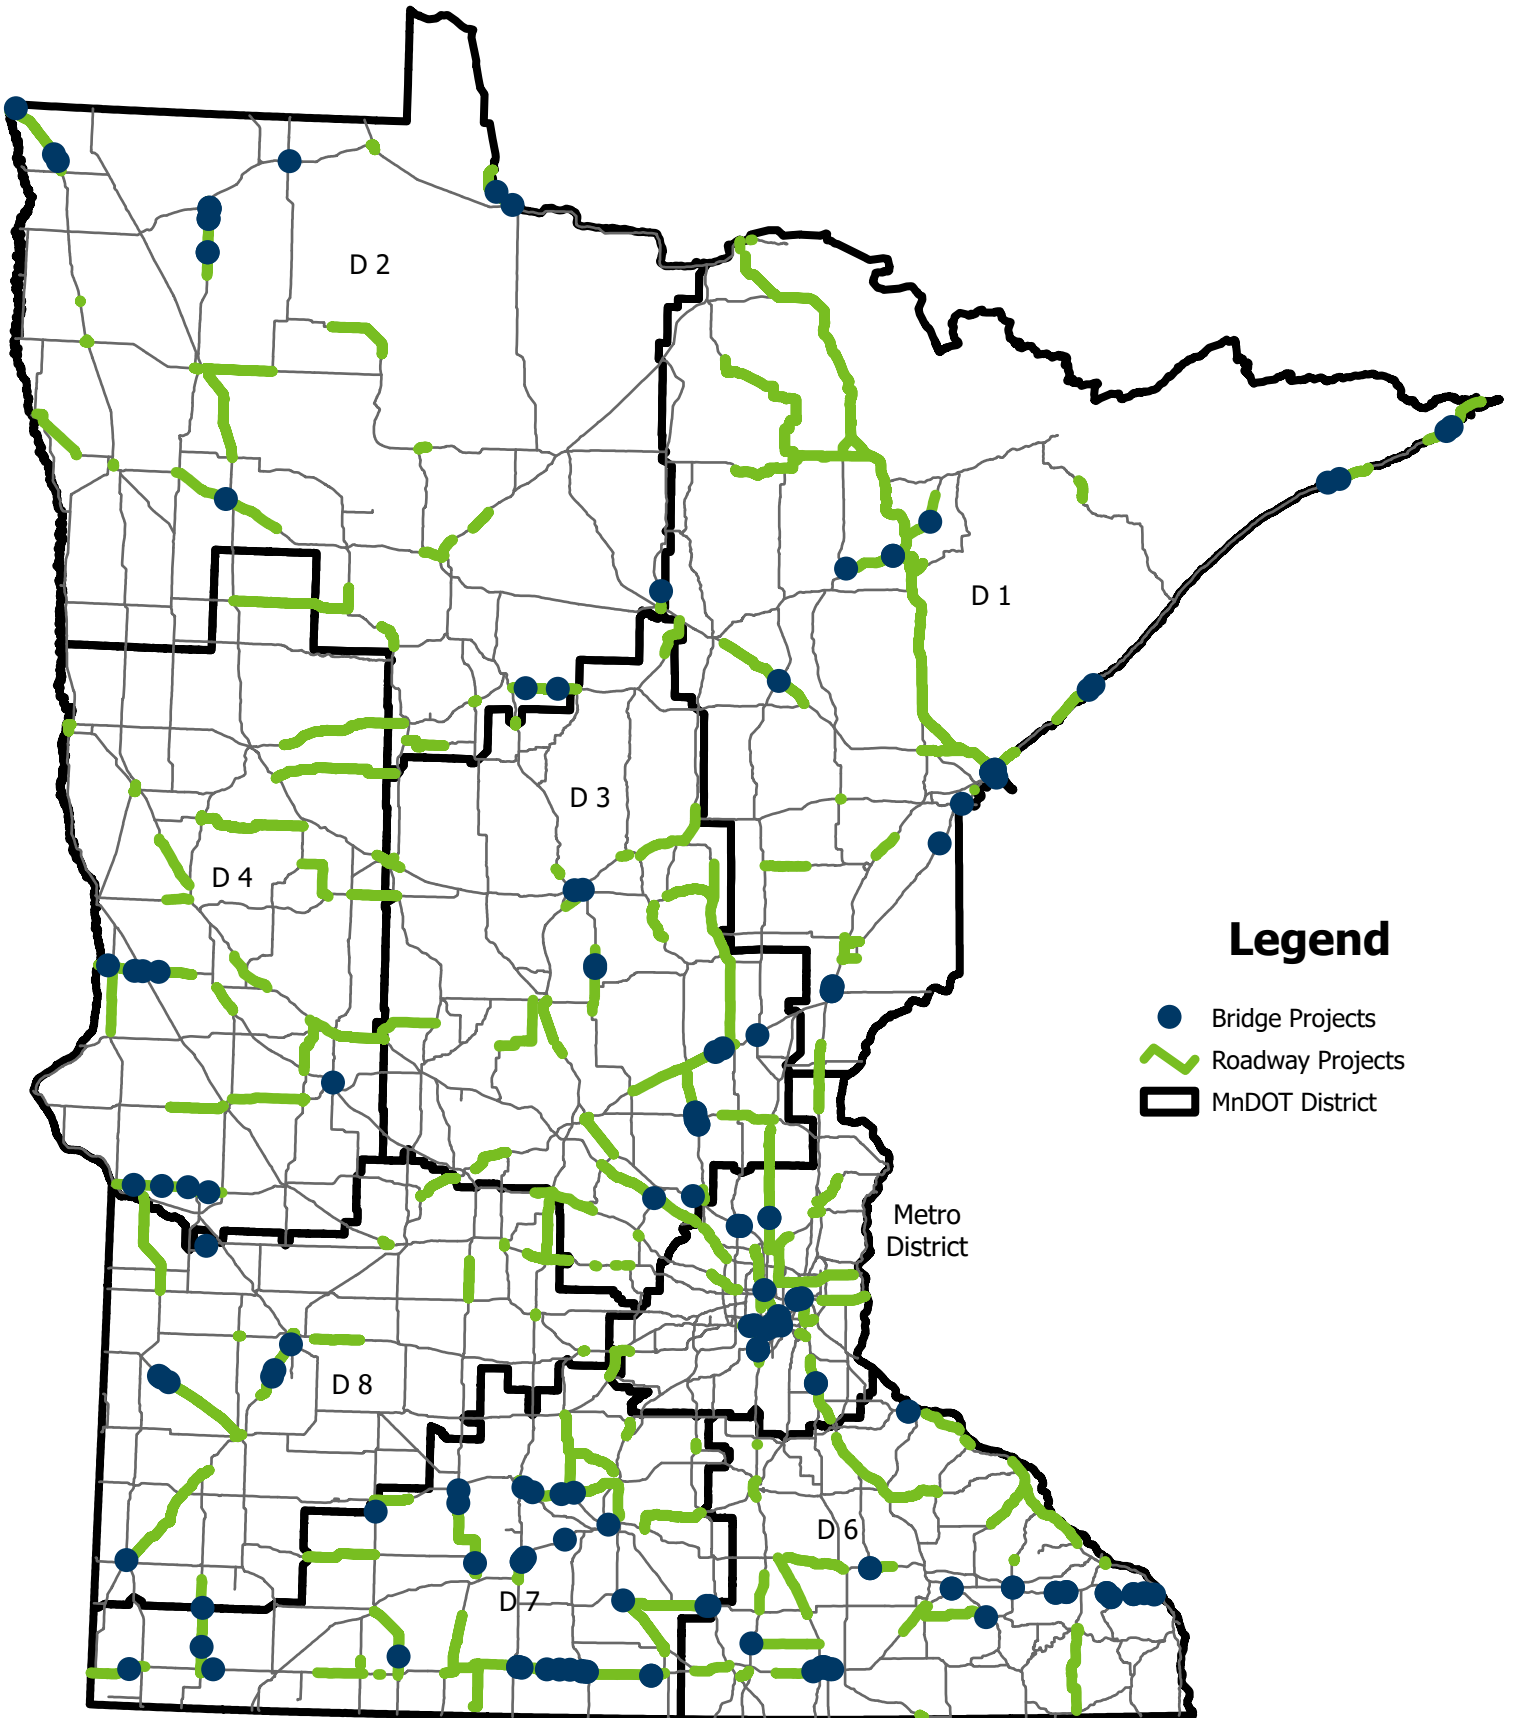 D 2
D 1
D 3
D 4
Legend
Bridge Projects
Roadway Projects
MnDOT District
Metro
District
D 8
D 6
D 7